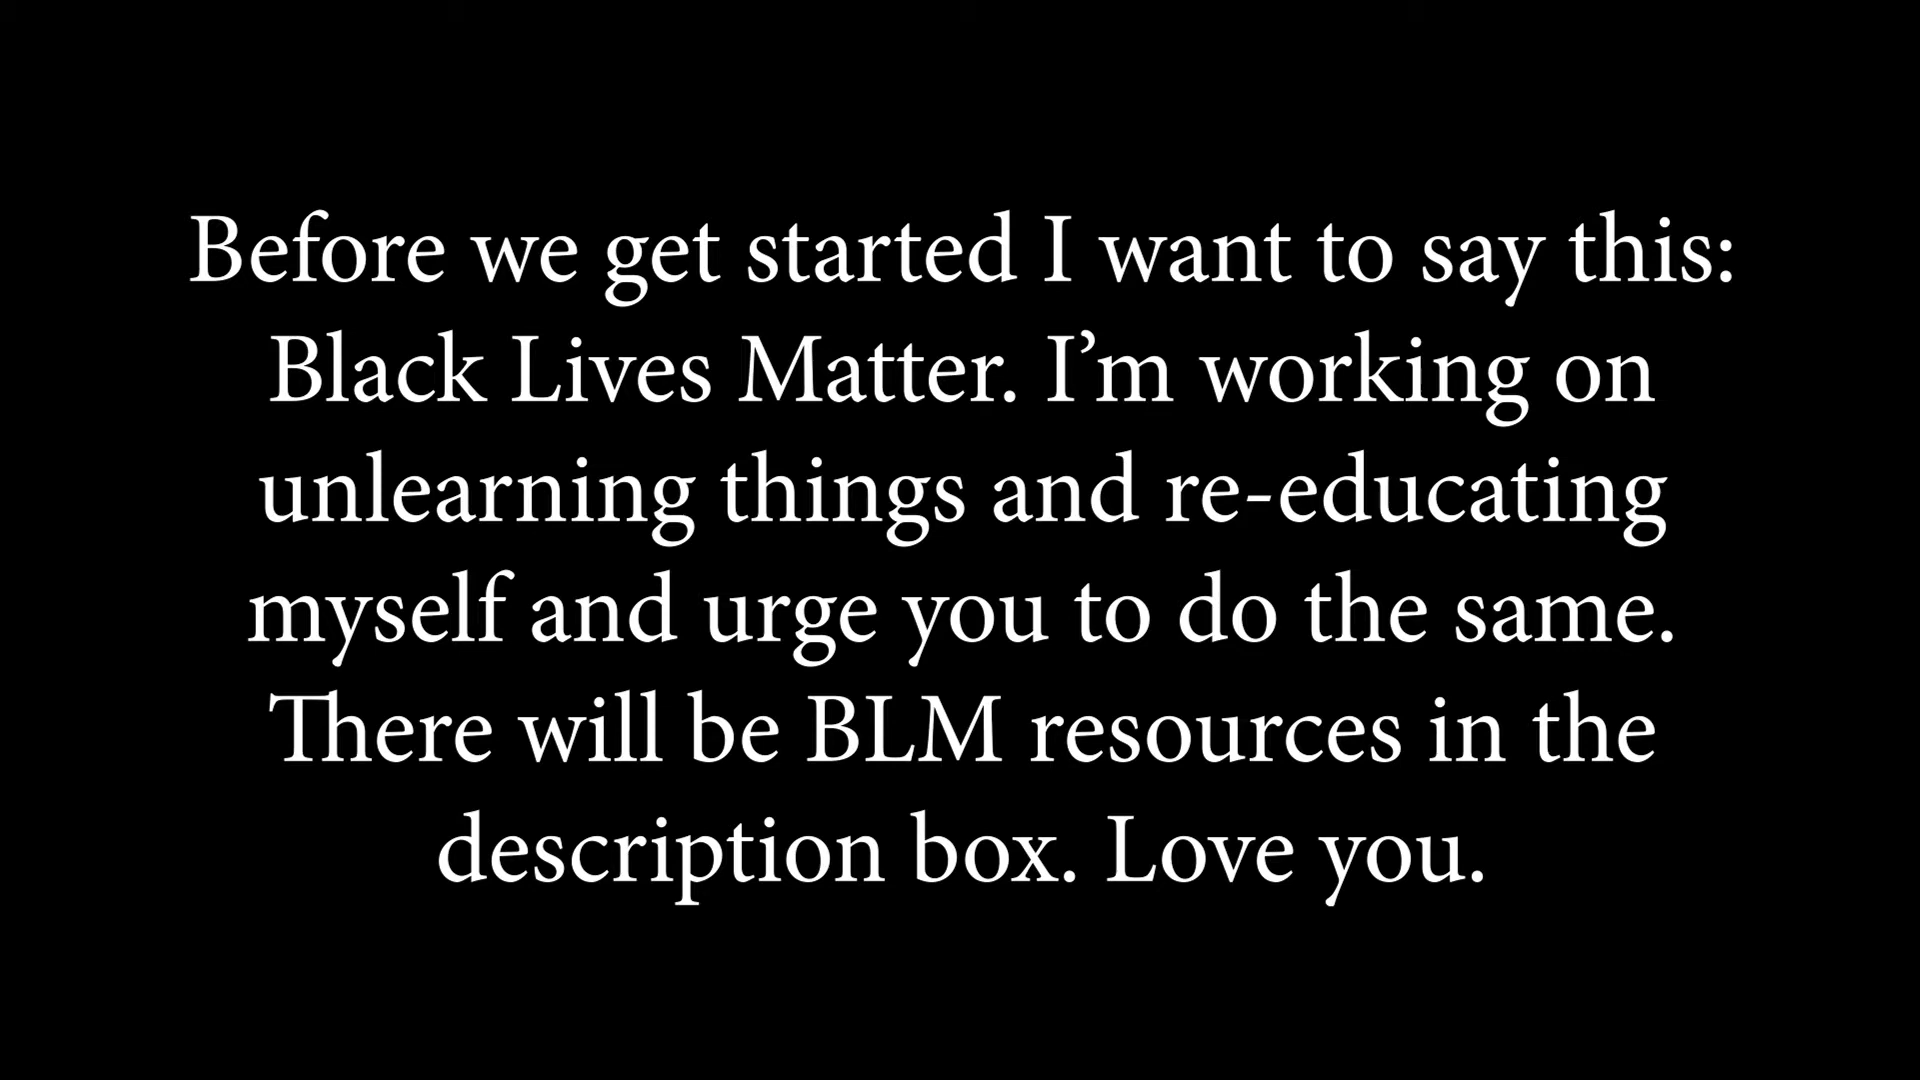 Before we get started I want to say this:
Black Lives Matter. I’m working on
unlearning things and re-educating
myself and urge you to do the same.
There will be BLM resources in the
description box. Love you.